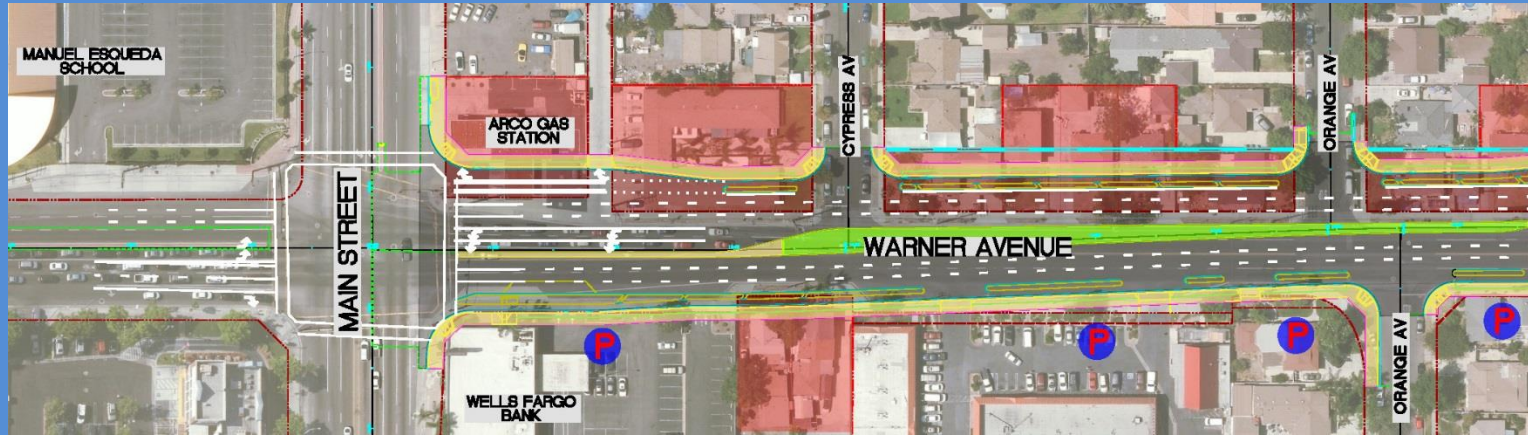 MANUEL ESQUEDA
SCHOOL
ARCO GAS
STATION
CYPRESS AV
ORANGE AV
MAIN STREET
WARNER AVENUE
P
P
P
P
WELLS FARGO
BANK
ORANGE AV